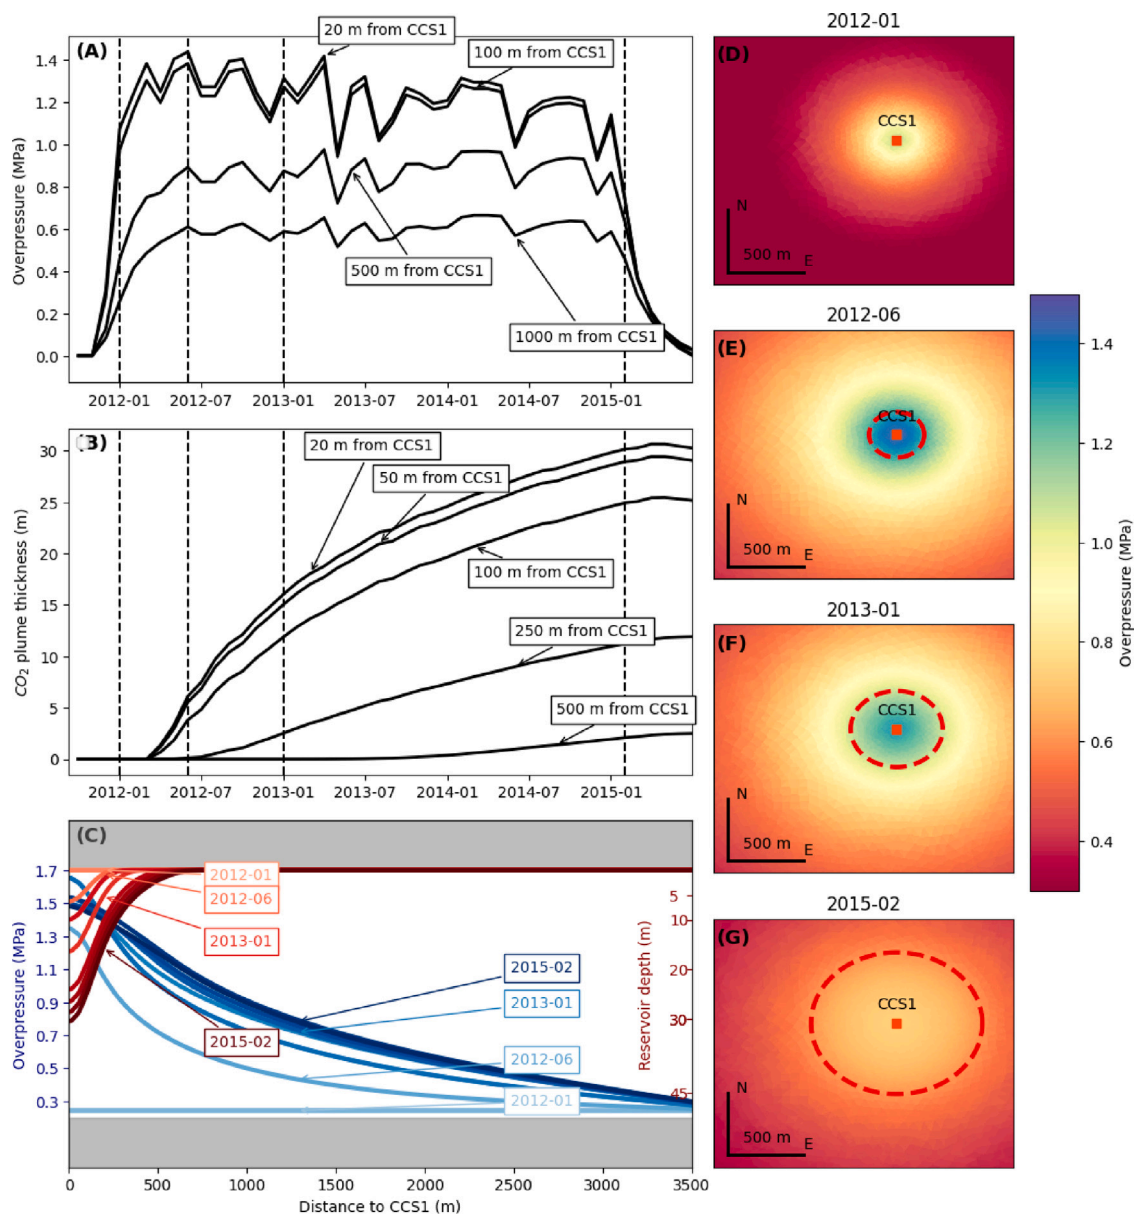 (A)
20 m from CCS1
100 m from CCS1
500 m from CCS1
1000 m from CCS1
Overpressure (MPa)
1.4
1.2
1.0
0.8
0.6
0.4
0.2
0.0
2012-01 2012-07 2013-01 2013-07 2014-01 2014-07 2015-01
(B)
20 m from CCS1
50 m from CCS1
100 m from CCS1
250 m from CCS1
500 m from CCS1
CO2 plume thickness (m)
30
25
20
15
10
5
0
2012-01 2012-07 2013-01 2013-07 2014-01 2014-07 2015-01
(C)
2012-01
2012-06
2013-01
2015-02
2015-02
2013-01
2012-06
2012-01
Overpressure (MPa)
1.7
1.5
1.3
1.1
0.9
0.7
0.5
0.3
Reservoir depth (m)
5
10
20
30
45
0 500 1000 1500 2000 2500 3000 3500
Distance to CCS1 (m)
2012-01
(D)
CCS1
N
500 m
E
2012-06
(E)
CCS1
N
500 m
E
2013-01
(F)
CCS1
N
500 m
E
2015-02
(G)
CCS1
N
500 m
E
1.4
1.2
1.0
0.8
0.6
0.4
Overpressure (MPa)